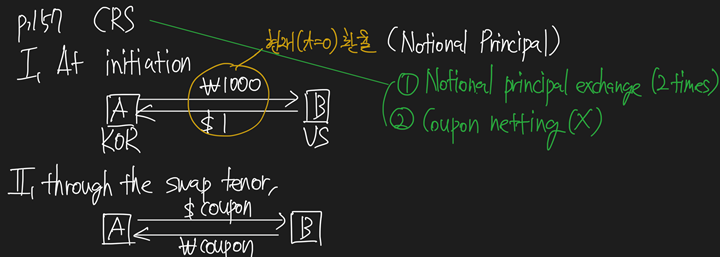 p.157 CRS
현재(t=0) 환율 (Notional Principal)
I, At initiation
① Notional principal exchange (2 times)
② Coupon netting (X)
₩1000
A B
$1
KOR US
II, through the swap tenor,
$ coupon
A B
₩ coupon